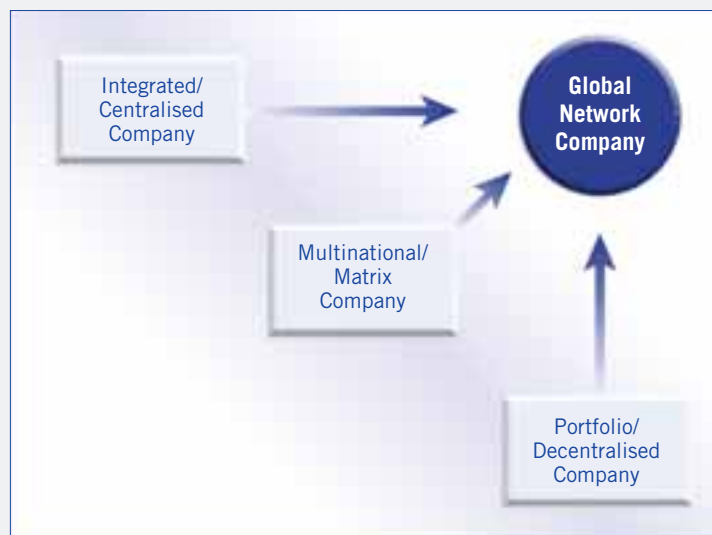 Integrated/
Centralised
Company
Global
Network
Company
Multinational/
Matrix
Company
Portfolio/
Decentralised
Company